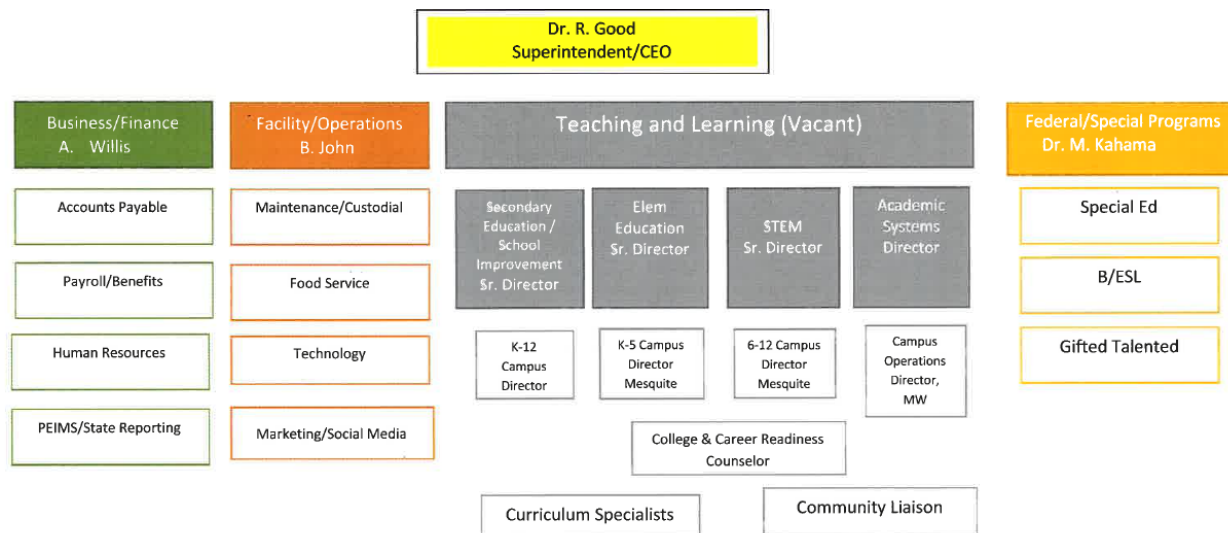 Dr. R. Good
Superintendent/CEO
Business/Finance
A. Willis
Facility/Operations
B. John
Teaching and Learning (Vacant)
Federal/Special Programs
Dr. M. Kahama
Accounts Payable
Payroll/Benefits
Human Resources
PEIMS/State Reporting
Maintenance/Custodial
Food Service
Technology
Marketing/Social Media
Secondary
Education /
School
Improvement
Sr. Director
Elem
Education
Sr. Director
STEM
Sr. Director
Academic
Systems
Director
K-12
Campus
Director
K-5 Campus
Director
Mesquite
6-12 Campus
Director
Mesquite
Campus
Operations
Director,
MW
College & Career Readiness
Counselor
Curriculum Specialists
Community Liaison
Special Ed
B/ESL
Gifted Talented